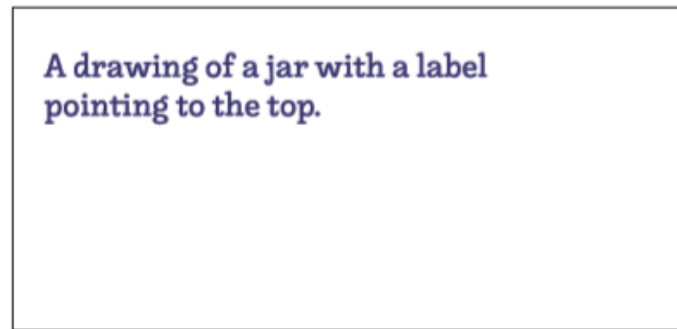 A drawing of a jar with a label
pointing to the top.